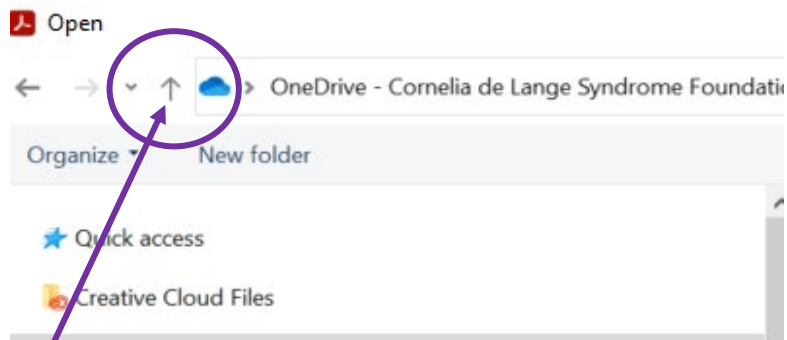 Open
OneDrive - Cornelia de Lange Syndrome Foundati
Organize New folder
Quick access
Creative Cloud Files